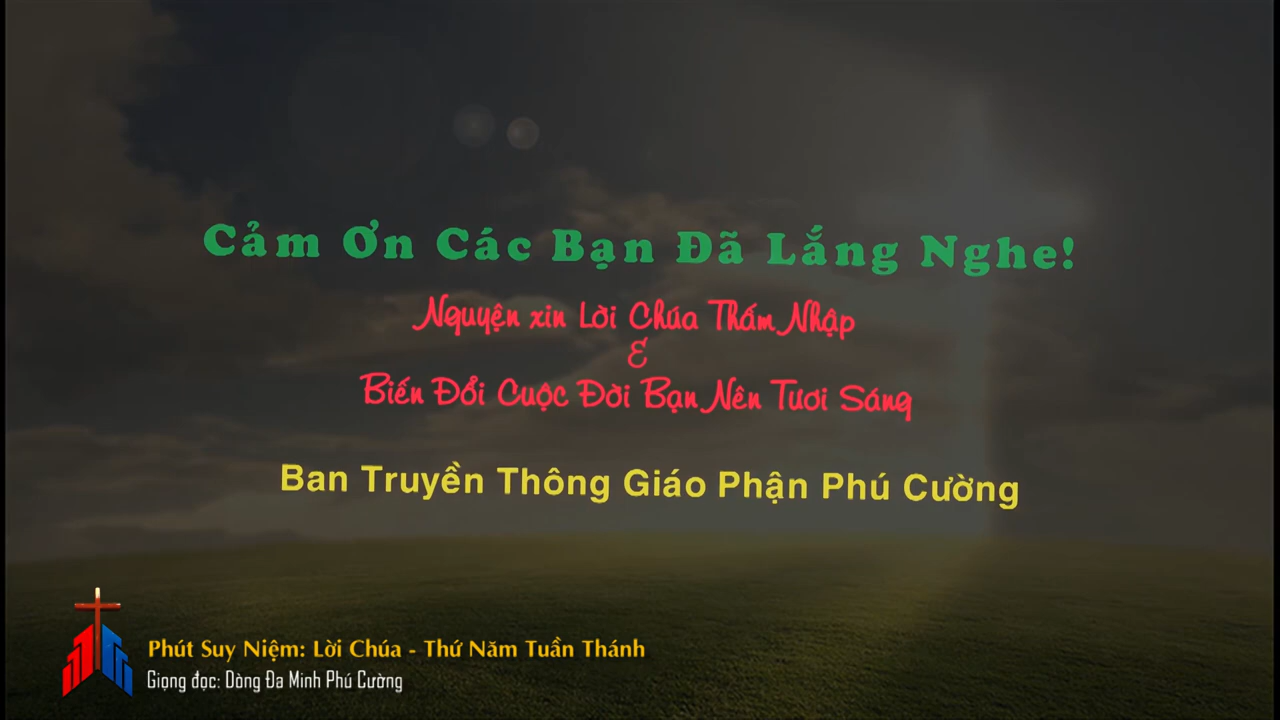 Cảm Ơn Các Bạn Đã Lắng Nghe!
Nguyện xin Lời Chúa Thấm Nhập
&
Biến Đổi Cuộc Đời Bạn Nên Tươi Sáng
Ban Truyền Thông Giáo Phận Phú Cường
Phút Suy Niệm: Lời Chúa - Thứ Năm Tuần Thánh
Giọng đọc: Dòng Đa Minh Phú Cường